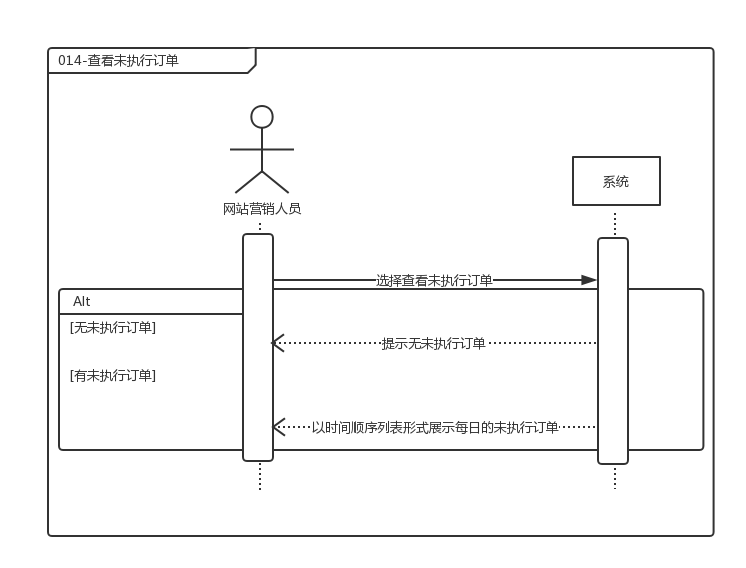 014-查看未执行订单
网站营销人员
系统
选择查看未执行订单
Alt
[无未执行订单]
提示无未执行订单
[有未执行订单]
以时间顺序列表形式展示每日的未执行订单